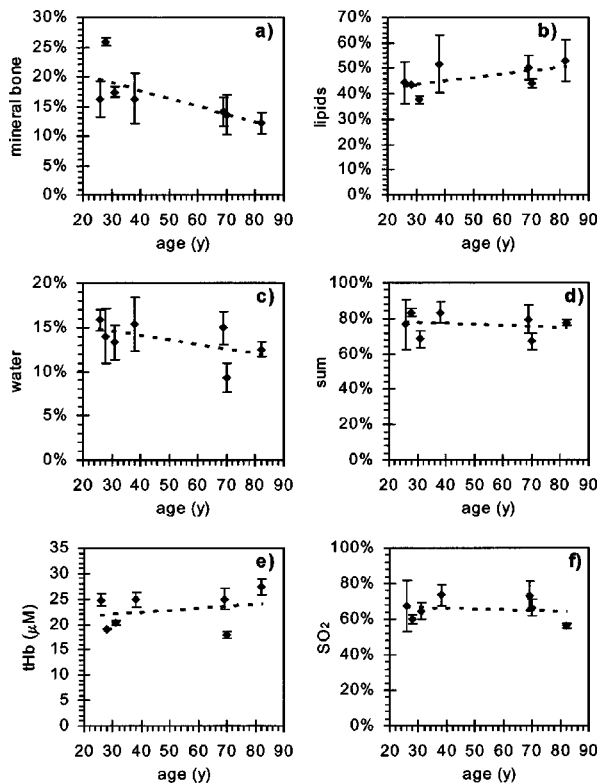 a)
mineral bone
30%
25%
20%
15%
10%
5%
0%
20 30 40 50 60 70 80 90
age (y)
b)
lipids
70%
60%
50%
40%
30%
20%
10%
0%
20 30 40 50 60 70 80 90
age (y)
c)
water
20%
15%
10%
5%
0%
20 30 40 50 60 70 80 90
age (y)
d)
sum
100%
80%
60%
40%
20%
0%
20 30 40 50 60 70 80 90
age (y)
e)
tHb (μM)
35
30
25
20
15
10
5
0
20 30 40 50 60 70 80 90
age (y)
f)
SO₂
100%
80%
60%
40%
20%
0%
20 30 40 50 60 70 80 90
age (y)